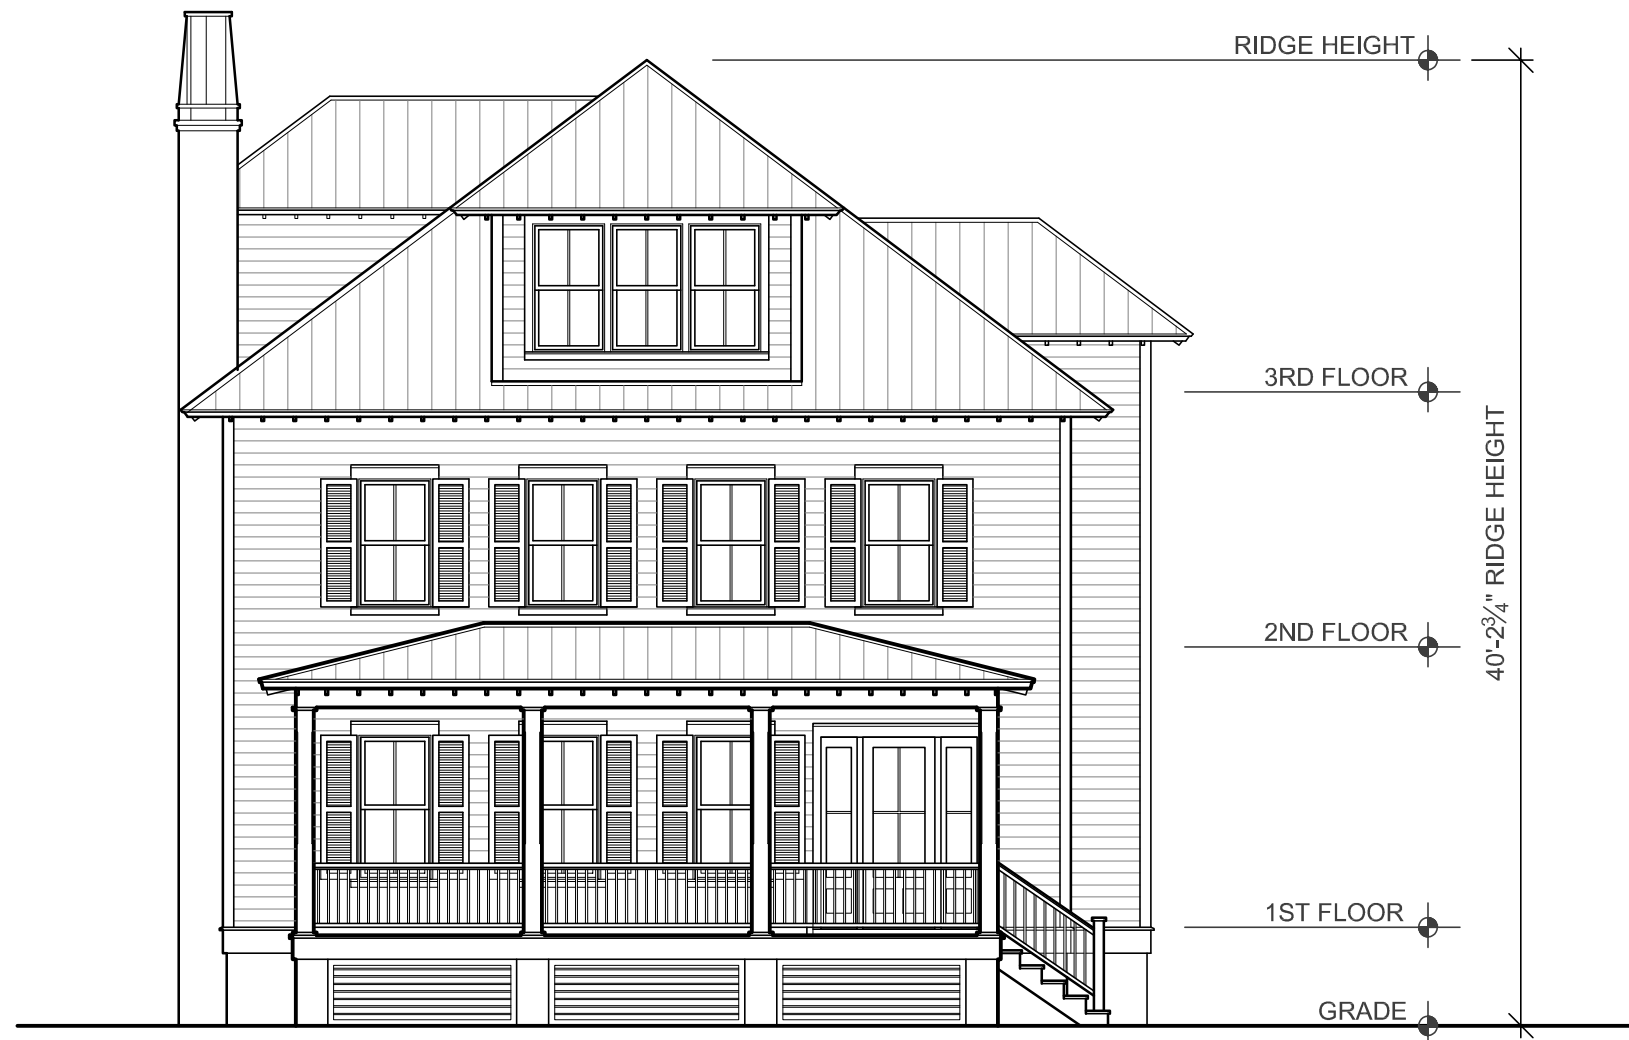 RIDGE HEIGHT
3RD FLOOR
40'-2¾" RIDGE HEIGHT
2ND FLOOR
1ST FLOOR
GRADE